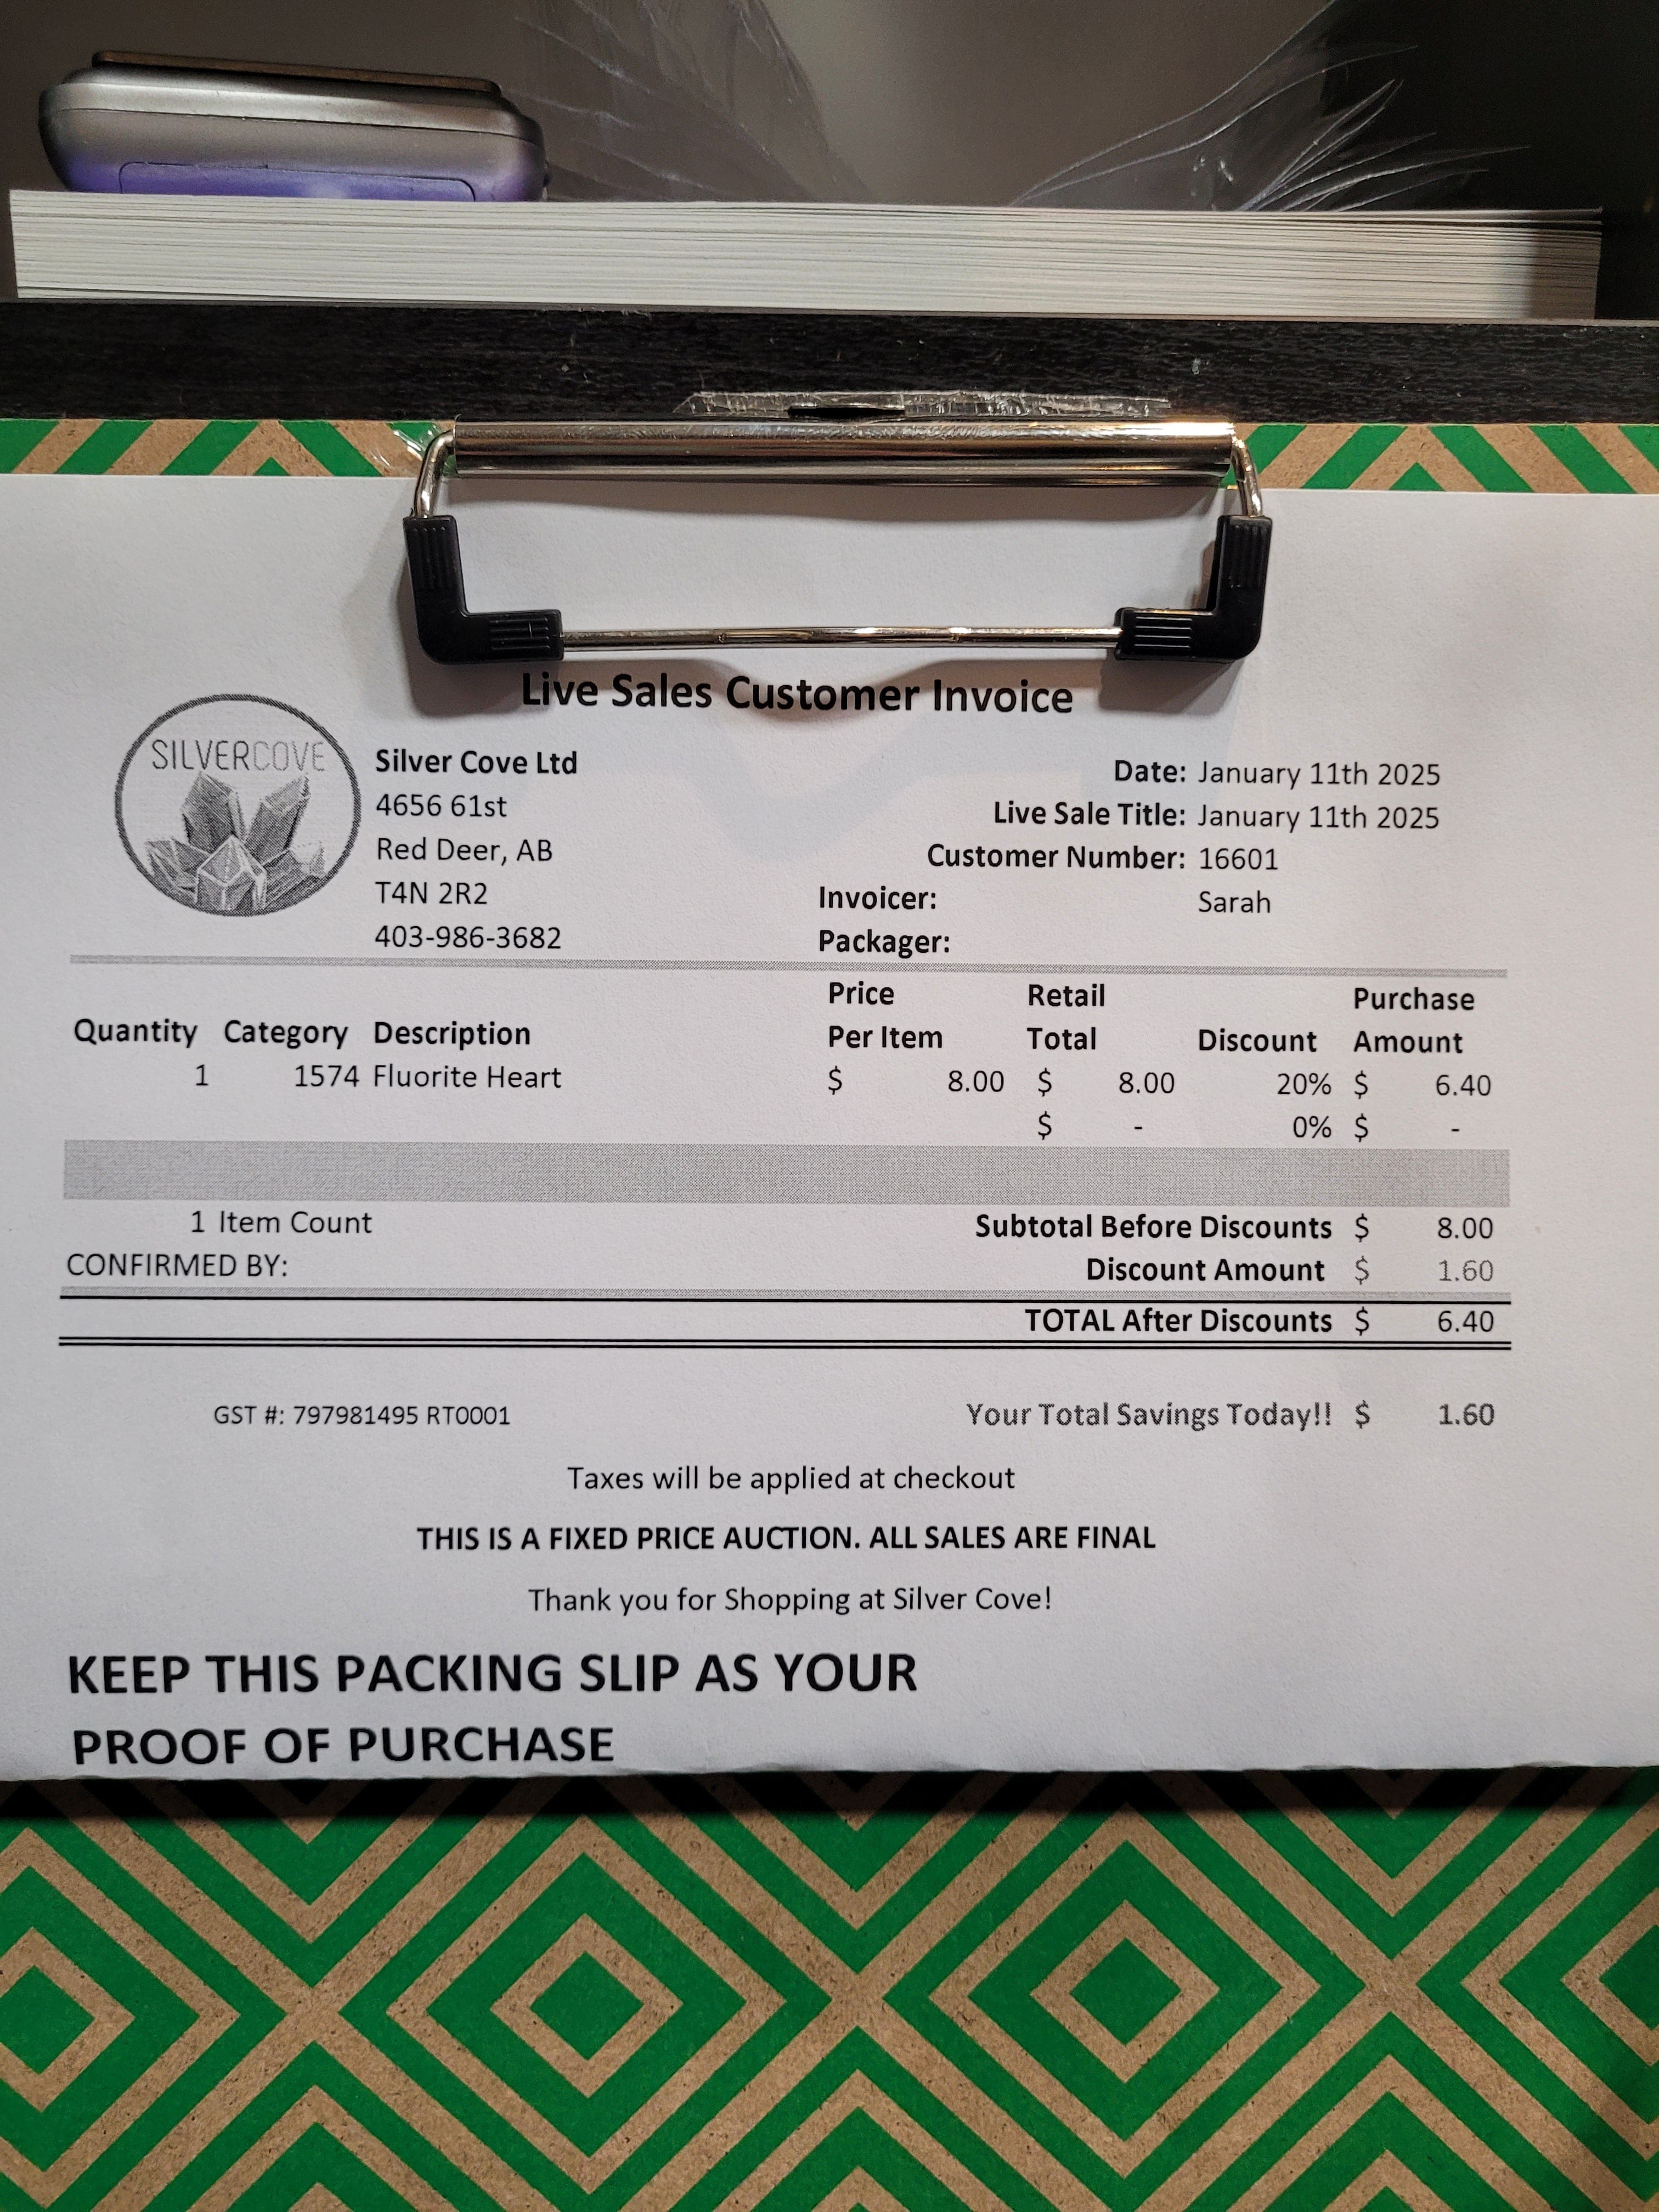 Live Sales Customer Invoice
SILVERCOVE
Silver Cove Ltd
4656 61st
Red Deer, AB
T4N 2R2
403-986-3682
Date: January 11th 2025
Live Sale Title: January 11th 2025
Customer Number: 16601
Invoicer: Sarah
Packager:
Quantity Category Description Price Per Item Retail Total Discount Purchase Amount
1 1574 Fluorite Heart $ 8.00 $ 8.00 20% $ 6.40
$ - 0% $ -
1 Item Count Subtotal Before Discounts $ 8.00
CONFIRMED BY: Discount Amount $ 1.60
TOTAL After Discounts $ 6.40
GST #: 797981495 RT0001 Your Total Savings Today!! $ 1.60
Taxes will be applied at checkout
THIS IS A FIXED PRICE AUCTION. ALL SALES ARE FINAL
Thank you for Shopping at Silver Cove!
KEEP THIS PACKING SLIP AS YOUR
PROOF OF PURCHASE